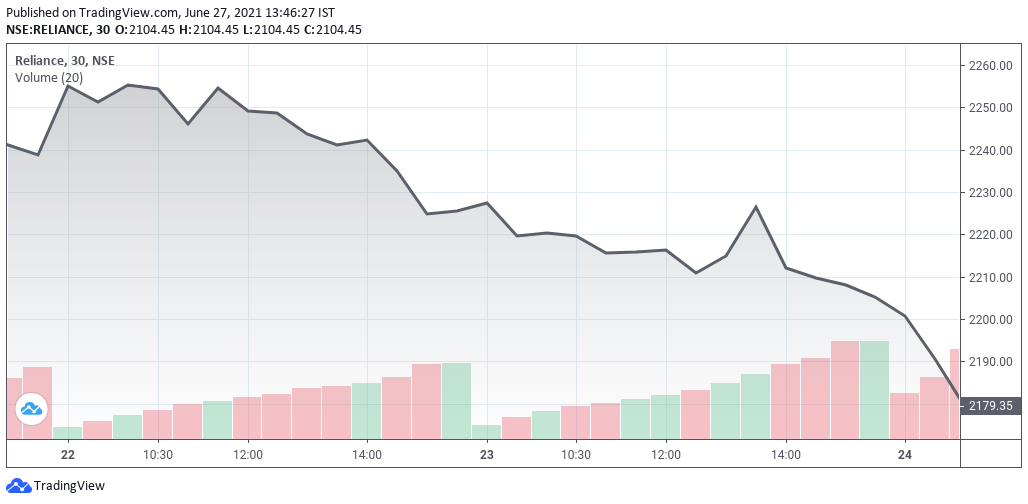 Published on TradingView.com, June 27, 2021 13:46:27 IST
NSE:RELIANCE, 30 O:2104.45 H:2104.45 L:2104.45 C:2104.45
Reliance, 30, NSE
Volume (20)
2260.00
2250.00
2240.00
2230.00
2220.00
2210.00
2200.00
2190.00
2179.35
22 10:30 12:00 14:00 23 10:30 12:00 14:00 24
TradingView